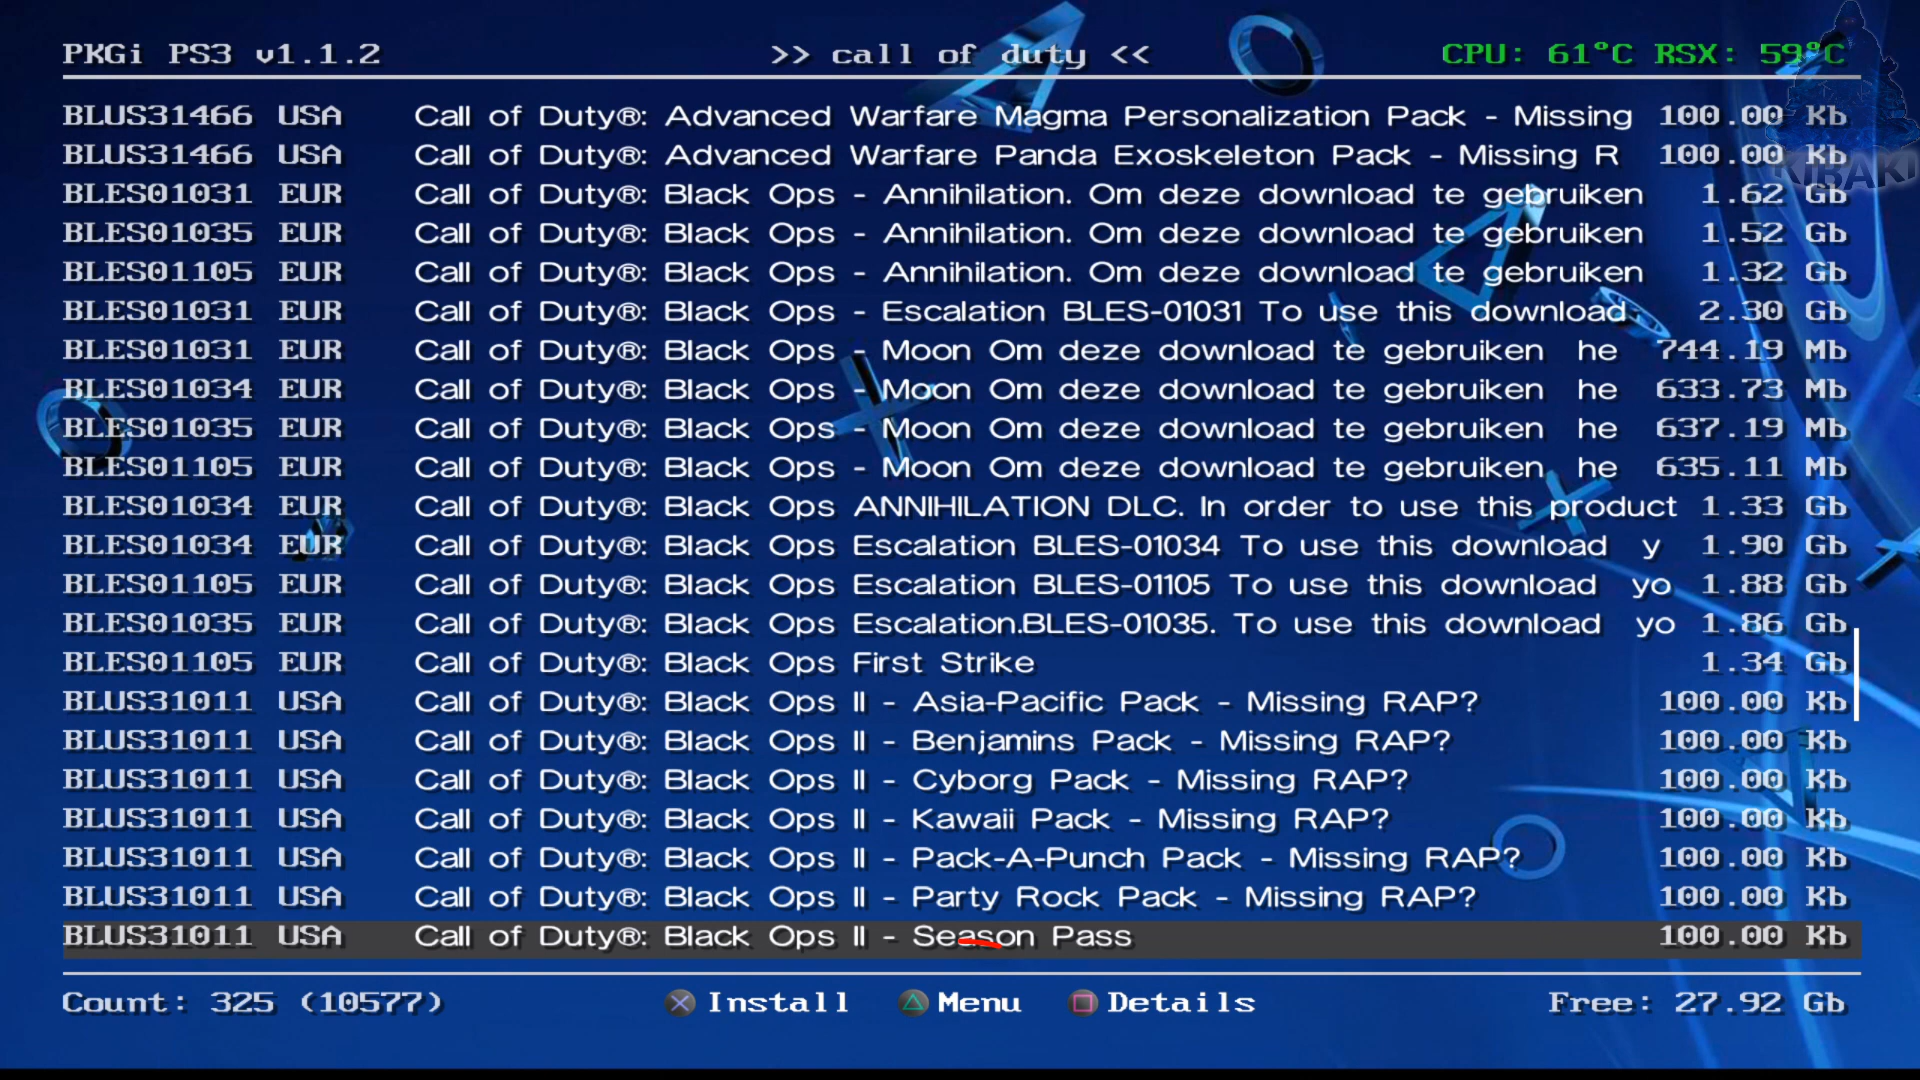 PKGi PS3 v1.1.2 >> call of duty << CPU: 61°C RSX: 59°C
KIBAKI
BLUS31466 USA Call of Duty®: Advanced Warfare Magma Personalization Pack - Missing 100.00 Kb
BLUS31466 USA Call of Duty®: Advanced Warfare Panda Exoskeleton Pack - Missing R 100.00 Kb
BLES01031 EUR Call of Duty®: Black Ops - Annihilation. Om deze download te gebruiken 1.62 Gb
BLES01035 EUR Call of Duty®: Black Ops - Annihilation. Om deze download te gebruiken 1.52 Gb
BLES01105 EUR Call of Duty®: Black Ops - Annihilation. Om deze download te gebruiken 1.32 Gb
BLES01031 EUR Call of Duty®: Black Ops - Escalation BLES-01031 To use this download 2.30 Gb
BLES01031 EUR Call of Duty®: Black Ops - Moon Om deze download te gebruiken he 744.19 Mb
BLES01034 EUR Call of Duty®: Black Ops - Moon Om deze download te gebruiken he 633.73 Mb
BLES01035 EUR Call of Duty®: Black Ops - Moon Om deze download te gebruiken he 637.19 Mb
BLES01105 EUR Call of Duty®: Black Ops - Moon Om deze download te gebruiken he 635.11 Mb
BLES01034 EUR Call of Duty®: Black Ops ANNIHILATION DLC. In order to use this product 1.33 Gb
BLES01034 EUR Call of Duty®: Black Ops Escalation BLES-01034 To use this download y 1.90 Gb
BLES01105 EUR Call of Duty®: Black Ops Escalation BLES-01105 To use this download yo 1.88 Gb
BLES01035 EUR Call of Duty®: Black Ops Escalation.BLES-01035. To use this download yo 1.86 Gb
BLES01105 EUR Call of Duty®: Black Ops First Strike 1.34 Gb
BLUS31011 USA Call of Duty®: Black Ops II - Asia-Pacific Pack - Missing RAP? 100.00 Kb
BLUS31011 USA Call of Duty®: Black Ops II - Benjamins Pack - Missing RAP? 100.00 Kb
BLUS31011 USA Call of Duty®: Black Ops II - Cyborg Pack - Missing RAP? 100.00 Kb
BLUS31011 USA Call of Duty®: Black Ops II - Kawaii Pack - Missing RAP? 100.00 Kb
BLUS31011 USA Call of Duty®: Black Ops II - Pack-A-Punch Pack - Missing RAP? 100.00 Kb
BLUS31011 USA Call of Duty®: Black Ops II - Party Rock Pack - Missing RAP? 100.00 Kb
BLUS31011 USA Call of Duty®: Black Ops II - Season Pass 100.00 Kb
Count: 325 (10577) Install Menu Details Free: 27.92 Gb